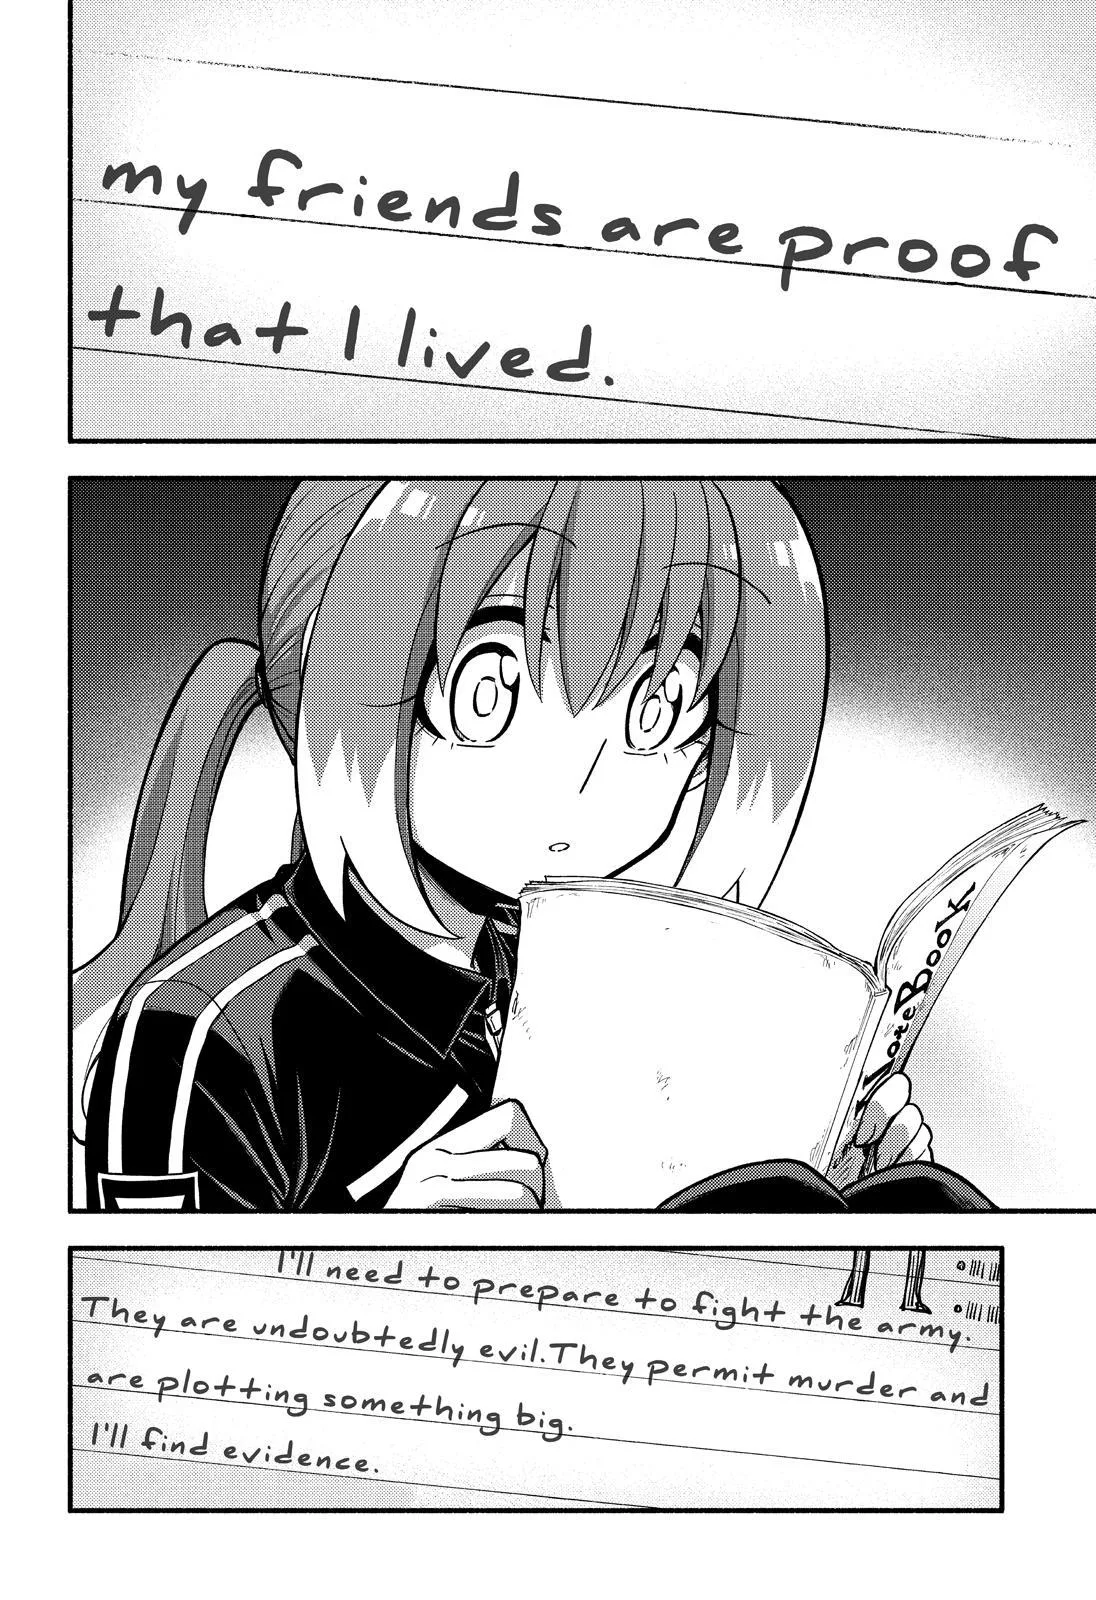 my friends are proof
that I lived.
NoteBook
I'll need to prepare to fight the army.
They are undoubtedly evil. They permit murder and
are plotting something big.
I'll find evidence.